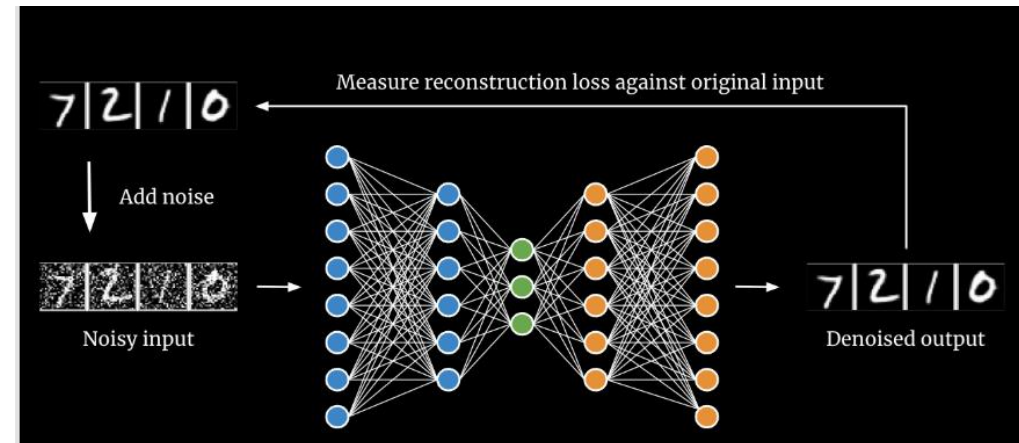 Measure reconstruction loss against original input
7 2 1 0
Add noise
7 2 1 0
7 2 1 0
Noisy input
Denoised output